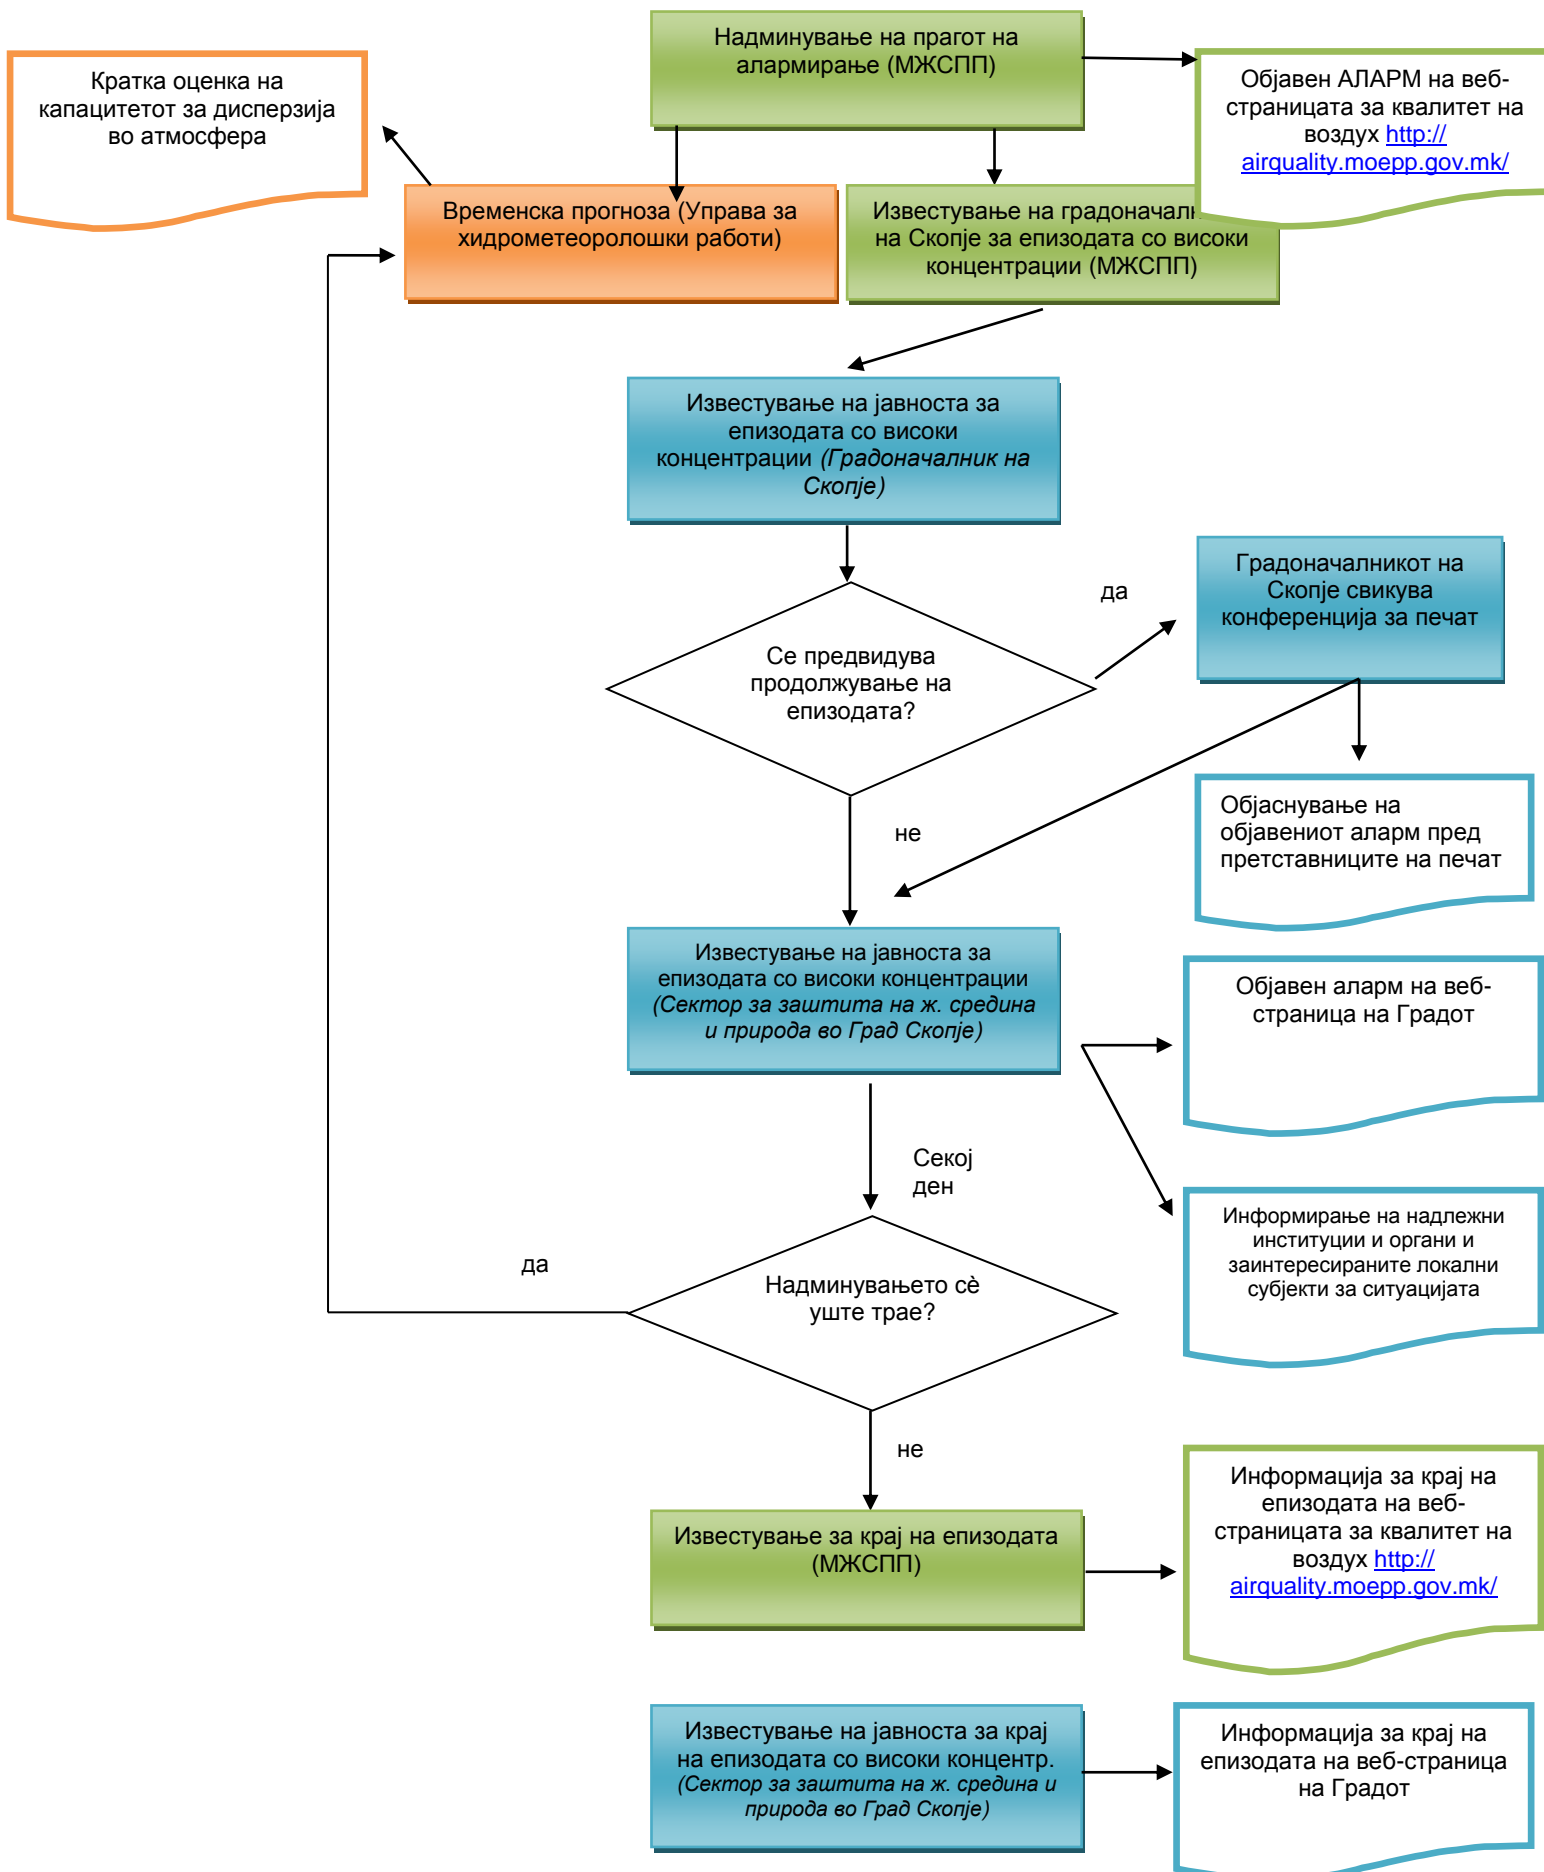 Надминување на прагот на
алармирање (МЖСПП)
Кратка оценка на
капацитетот за дисперзија
во атмосфера
Објавен АЛАРМ на веб-
страницата за квалитет на
воздух http://
airquality.moepp.gov.mk/
Временска прогноза (Управа за
хидрометеоролошки работи)
Известување на градоначалн
на Скопје за епизодата со високи
концентрации (МЖСПП)
Известување на јавноста за
епизодата со високи
концентрации (Градоначалник на
Скопје)
да
Градоначалникот на
Скопје свикува
конференција за печат
Се предвидува
продолжување на
епизодата?
не
Објаснување на
објавениот аларм пред
претставниците на печат
Известување на јавноста за
епизодата со високи концентрации
(Сектор за заштита на ж. средина
и природа во Град Скопје)
Објавен аларм на веб-
страница на Градот
Секој
ден
Информирање на надлежни
институции и органи и
заинтересираните локални
субјекти за ситуацијата
да
Надминувањето сѐ
уште трае?
не
Известување за крај на епизодата
(МЖСПП)
Информација за крај на
епизодата на веб-
страницата за квалитет на
воздух http://
airquality.moepp.gov.mk/
Известување на јавноста за крај
на епизодата со високи концентр.
(Сектор за заштита на ж. средина и
природа во Град Скопје)
Информација за крај на
епизодата на веб-страница
на Градот